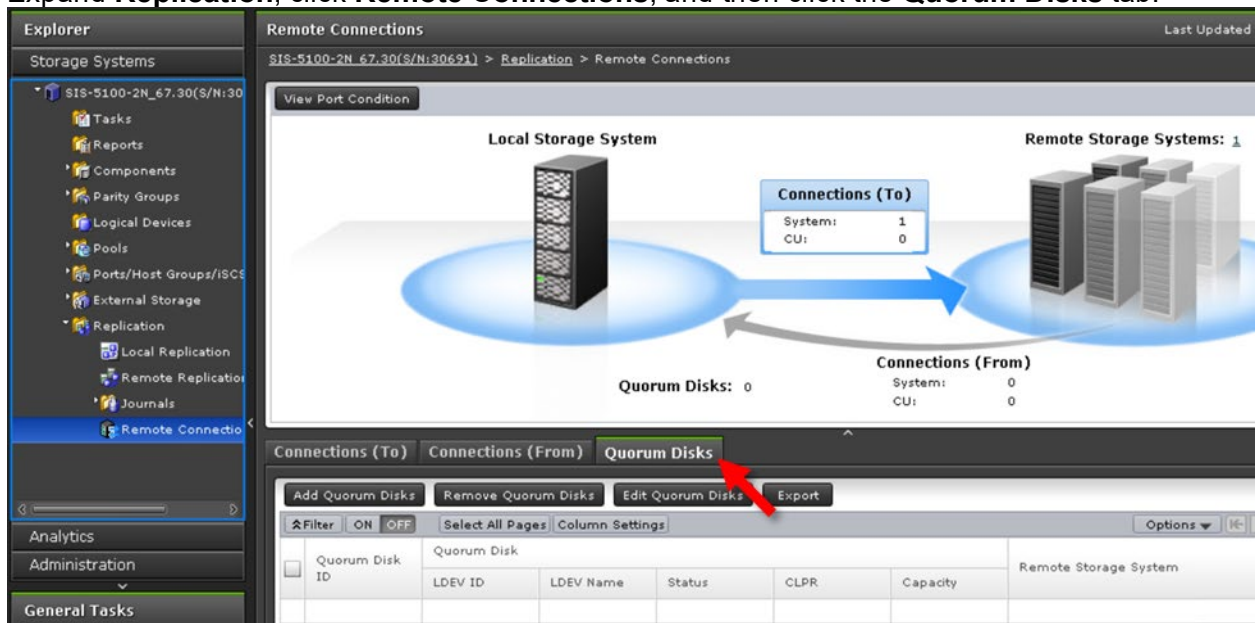 Expand Replication, click Remote Connections, and then click the Quorum Disks tab.
Explorer
Storage Systems
SIS-5100-2N_67.30(S/N:30
Tasks
Reports
Components
Parity Groups
Logical Devices
Pools
Ports/Host Groups/iSCS
External Storage
Replication
Local Replication
Remote Replication
Journals
Remote Connectio
Analytics
Administration
General Tasks
Remote Connections
Last Updated
SIS-5100-2N_67.30(S/N:30691) > Replication > Remote Connections
View Port Condition
Local Storage System
Remote Storage Systems: 1
Connections (To)
System: 1
CU: 0
Connections (From)
System: 0
CU: 0
Quorum Disks: 0
Connections (To) Connections (From) Quorum Disks
Add Quorum Disks Remove Quorum Disks Edit Quorum Disks Export
Filter ON OFF Select All Pages Column Settings Options
Quorum Disk ID
Quorum Disk
LDEV ID LDEV Name Status CLPR Capacity
Remote Storage System